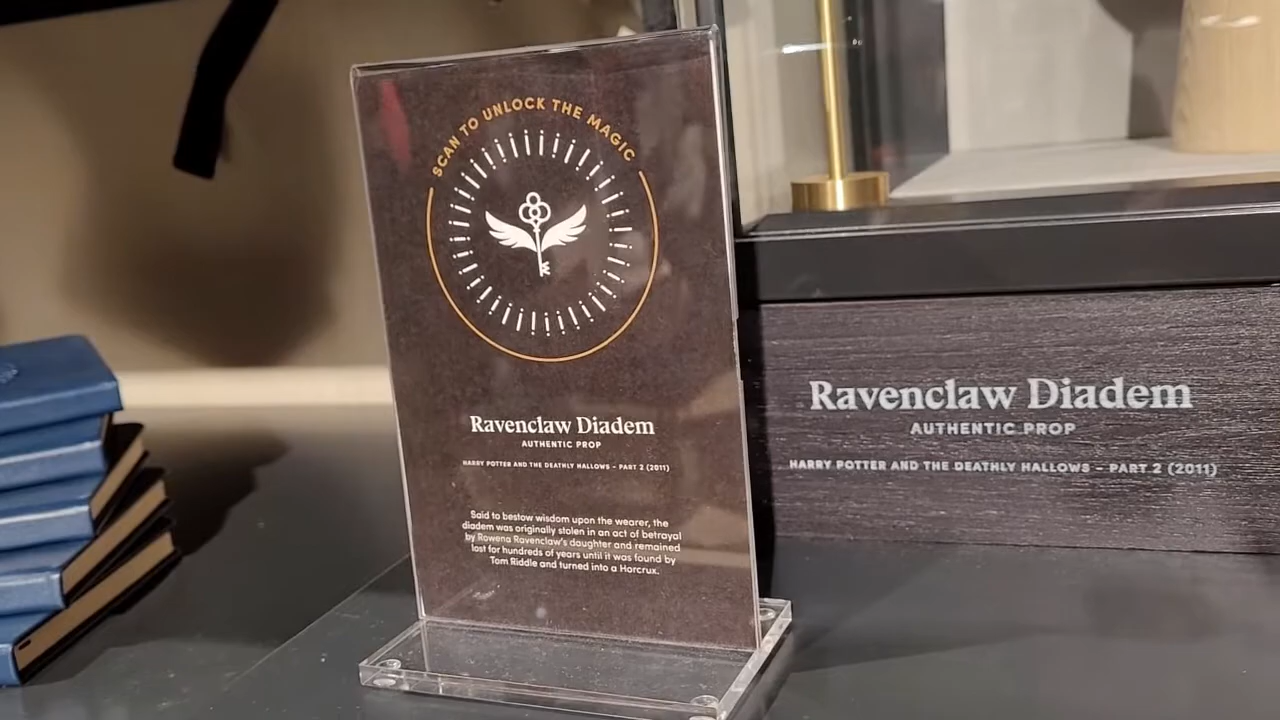 SCAN TO UNLOCK THE MAGIC
Ravenclaw Diadem
AUTHENTIC PROP
HARRY POTTER AND THE DEATHLY HALLOWS – PART 2 (2011)
Said to bestow wisdom upon the wearer, the
diadem was originally stolen in an act of betrayal
by Rowena Ravenclaw's daughter and remained
lost for hundreds of years until it was found by
Tom Riddle and turned into a Horcrux.
Ravenclaw Diadem
AUTHENTIC PROP
HARRY POTTER AND THE DEATHLY HALLOWS – PART 2 (2011)